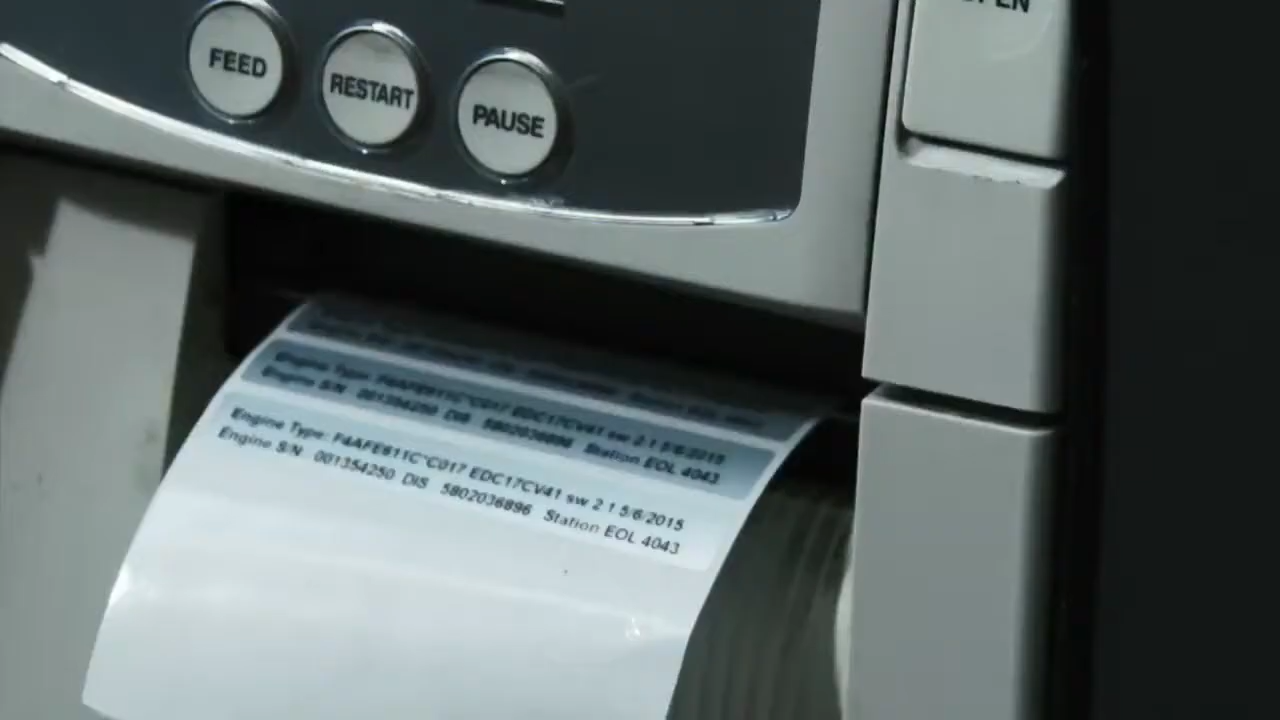 FEED
RESTART
PAUSE
Engine Type: F4AFE611C*C017 EDC17CV41 sw 2 1 5/6/2015
Engine S/N 001354250 DIS 5802036896 Station EOL 4043
Engine Type: F4AFE611C*C017 EDC17CV41 sw 2 1 5/6/2015
Engine S/N 001354250 DIS 5802036896 Station EOL 4043